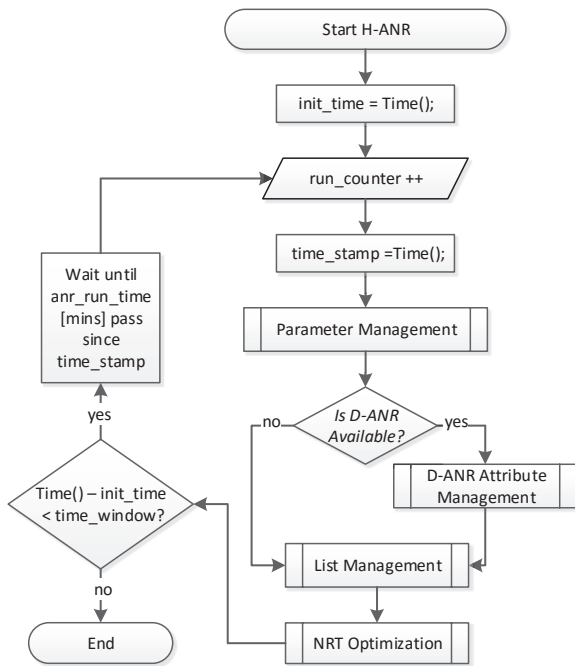 Start H-ANR
init_time = Time();
run_counter ++
time_stamp =Time();
Wait until
anr_run_time
[mins] pass
since
time_stamp
Parameter Management
yes
no
Is D-ANR
Available?
yes
D-ANR Attribute
Management
Time() – init_time
< time_window?
List Management
no
End
NRT Optimization